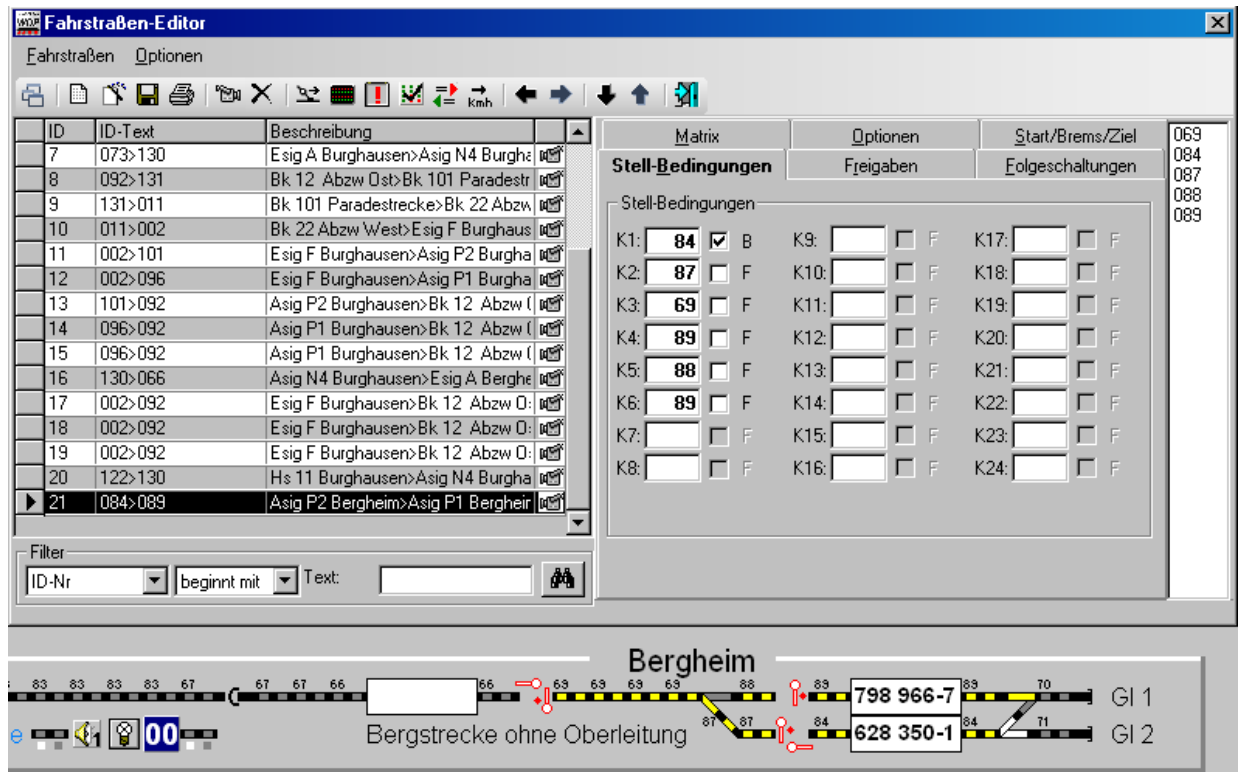 Fahrstraßen-Editor
Fahrstraßen Optionen
kmh
ID ID-Text Beschreibung
7 073>130 Esig A Burghausen>Asig N4 Burgha
8 092>131 Bk 12 Abzw Ost>Bk 101 Paradestr
9 131>011 Bk 101 Paradestrecke>Bk 22 Abzw
10 011>002 Bk 22 Abzw West>Esig F Burghaus
11 002>101 Esig F Burghausen>Asig P2 Burgha
12 002>096 Esig F Burghausen>Asig P1 Burgha
13 101>092 Asig P2 Burghausen>Bk 12 Abzw (
14 096>092 Asig P1 Burghausen>Bk 12 Abzw (
15 096>092 Asig P1 Burghausen>Bk 12 Abzw (
16 130>066 Asig N4 Burghausen>Esig A Berghe
17 002>092 Esig F Burghausen>Bk 12 Abzw O
18 002>092 Esig F Burghausen>Bk 12 Abzw O
19 002>092 Esig F Burghausen>Bk 12 Abzw O
20 122>130 Hs 11 Burghausen>Asig N4 Burgha
21 084>089 Asig P2 Bergheim>Asig P1 Bergheir
Filter
ID-Nr beginnt mit Text:
Matrix Optionen Start/Brems/Ziel
Stell-Bedingungen Freigaben Folgeschaltungen
Stell-Bedingungen
K1: 84 B K9: F K17: F
K2: 87 F K10: F K18: F
K3: 69 F K11: F K19: F
K4: 89 F K12: F K20: F
K5: 88 F K13: F K21: F
K6: 89 F K14: F K22: F
K7: F K15: F K23: F
K8: F K16: F K24: F
069
084
087
088
089
Bergheim
83 83 83 83 67 67 67 66 66 69 69 69 69 88 89 798 966-7 89 70 Gl 1
e 1 00 Bergstrecke ohne Oberleitung 87 87 84 628 350-1 84 71 Gl 2